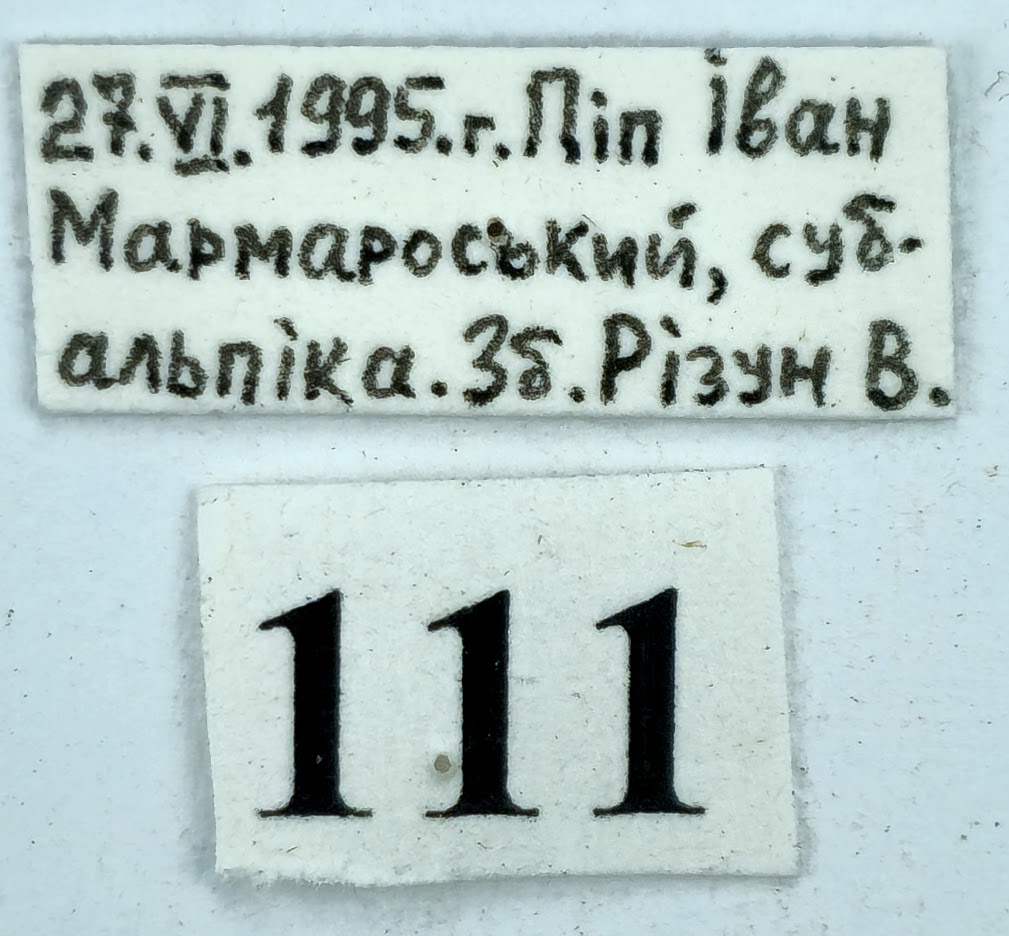 27.VI.1995.г. Піп Іван
Мармароський, суб-
альпіка. Зб. Різун В.
111